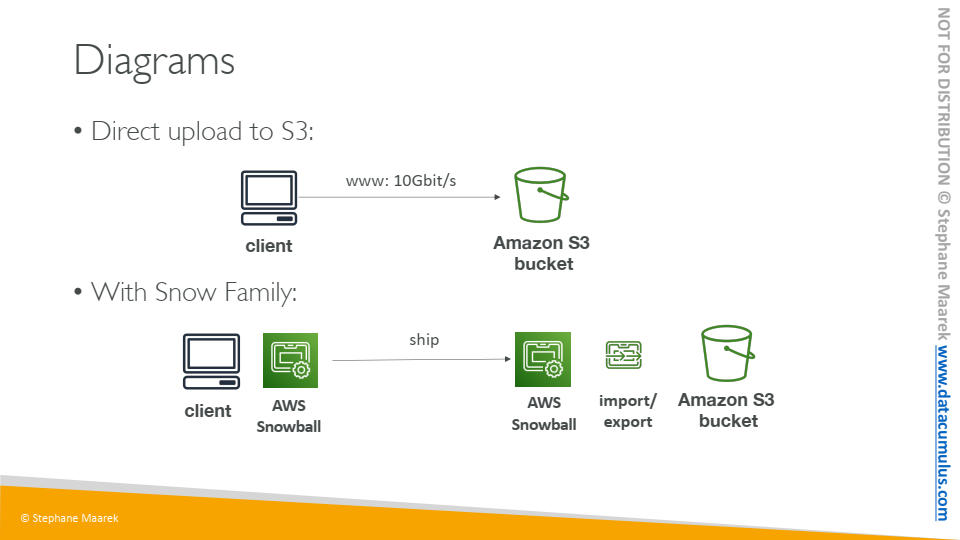 Diagrams
• Direct upload to S3:
www: 10Gbit/s
client
Amazon S3
bucket
• With Snow Family:
ship
client
AWS
Snowball
AWS
Snowball
import/
export
Amazon S3
bucket
© Stephane Maarek
NOT FOR DISTRIBUTION © Stephane Maarek www.datacumulus.com